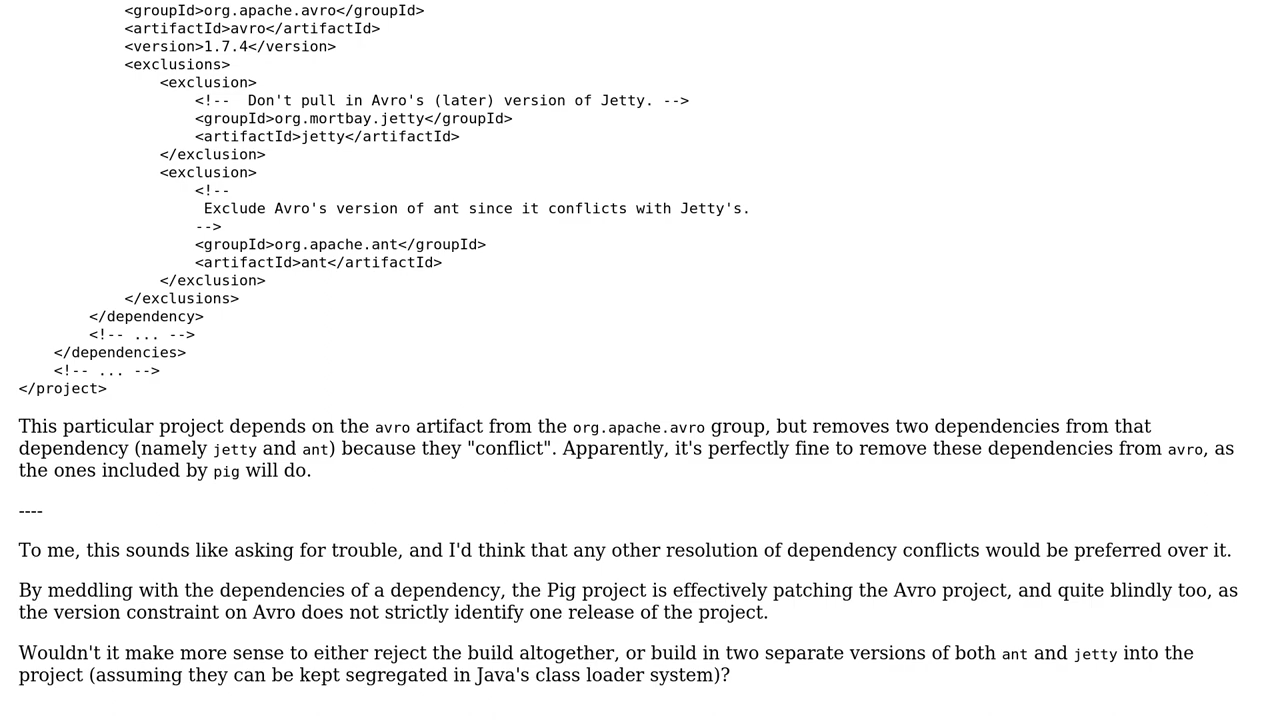 <groupId>org.apache.avro</groupId>
<artifactId>avro</artifactId>
<version>1.7.4</version>
<exclusions>
<exclusion>
<!--  Don't pull in Avro's (later) version of Jetty. -->
<groupId>org.mortbay.jetty</groupId>
<artifactId>jetty</artifactId>
</exclusion>
<exclusion>
<!--
Exclude Avro's version of ant since it conflicts with Jetty's.
-->
<groupId>org.apache.ant</groupId>
<artifactId>ant</artifactId>
</exclusion>
</exclusions>
</dependency>
<!-- ... -->
</dependencies>
<!-- ... -->
</project>
This particular project depends on the avro artifact from the org.apache.avro group, but removes two dependencies from that
dependency (namely jetty and ant) because they "conflict". Apparently, it's perfectly fine to remove these dependencies from avro, as
the ones included by pig will do.
----
To me, this sounds like asking for trouble, and I'd think that any other resolution of dependency conflicts would be preferred over it.
By meddling with the dependencies of a dependency, the Pig project is effectively patching the Avro project, and quite blindly too, as
the version constraint on Avro does not strictly identify one release of the project.
Wouldn't it make more sense to either reject the build altogether, or build in two separate versions of both ant and jetty into the
project (assuming they can be kept segregated in Java's class loader system)?